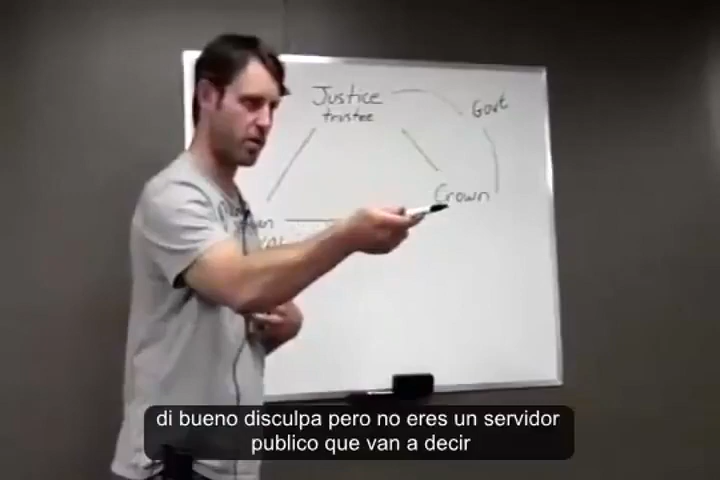 Justice
trustee
Govt
Crown
di bueno disculpa pero no eres un servidor
publico que van a decir